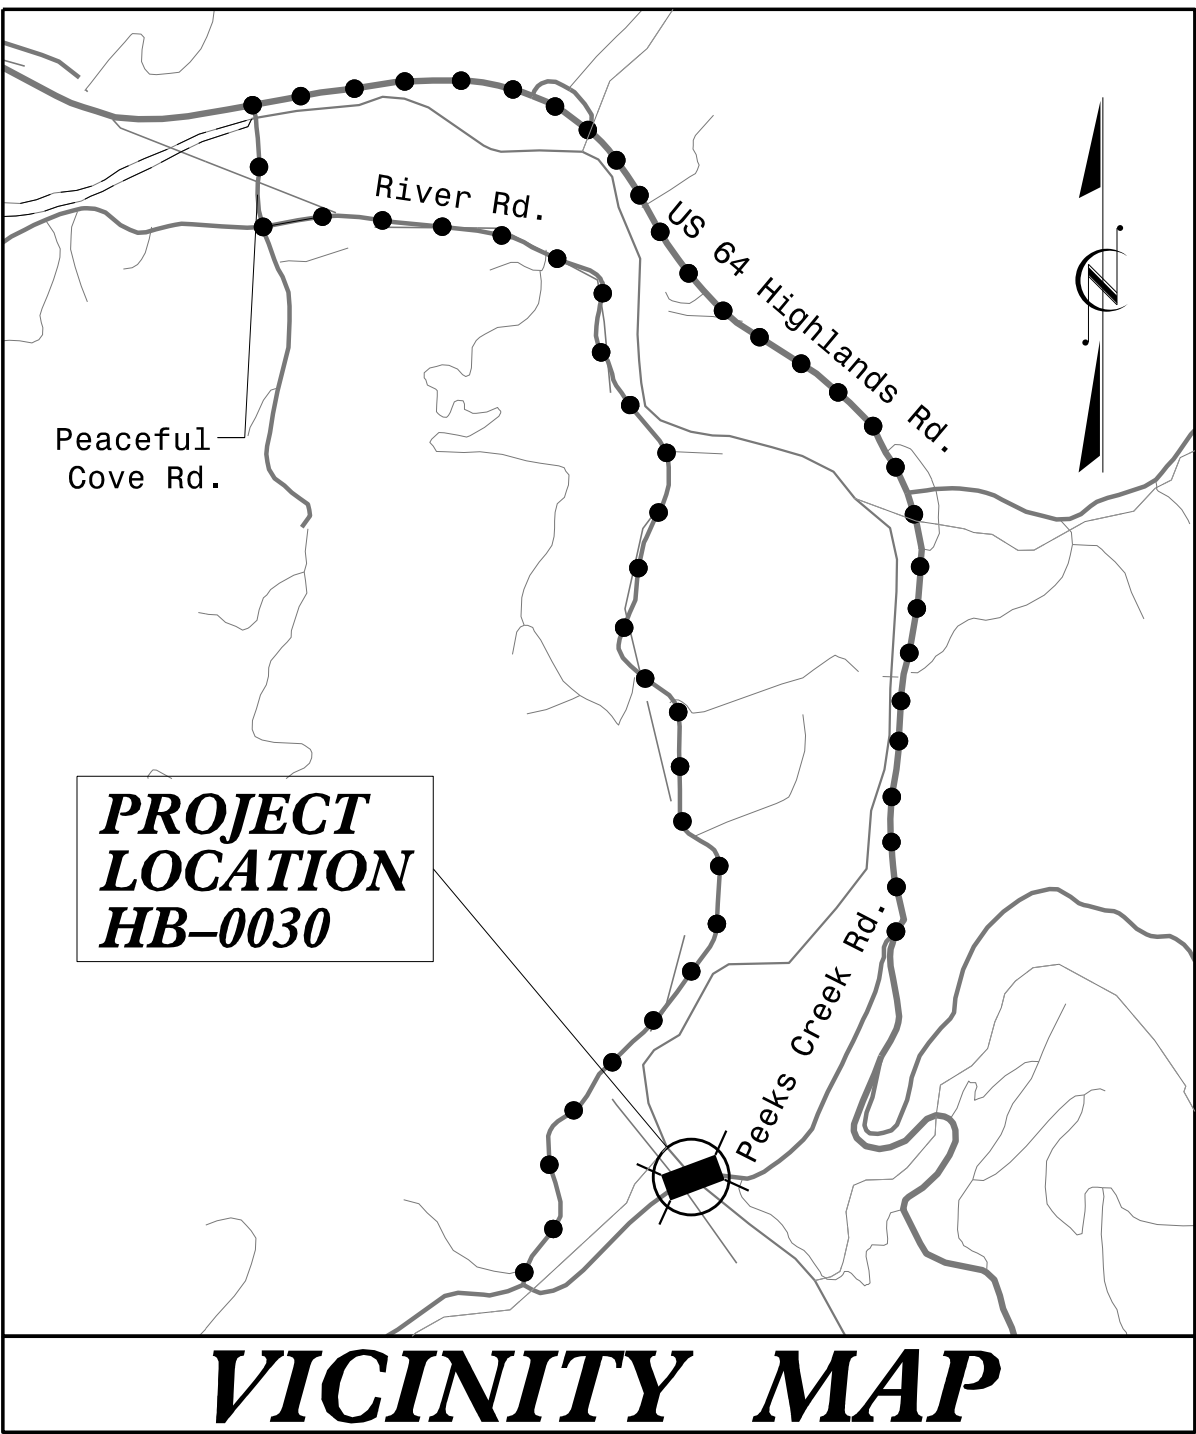 River Rd.
US 64 Highlands Rd.
Peaceful
Cove Rd.
PROJECT
LOCATION
HB–0030
Peeks Creek Rd.
VICINITY MAP